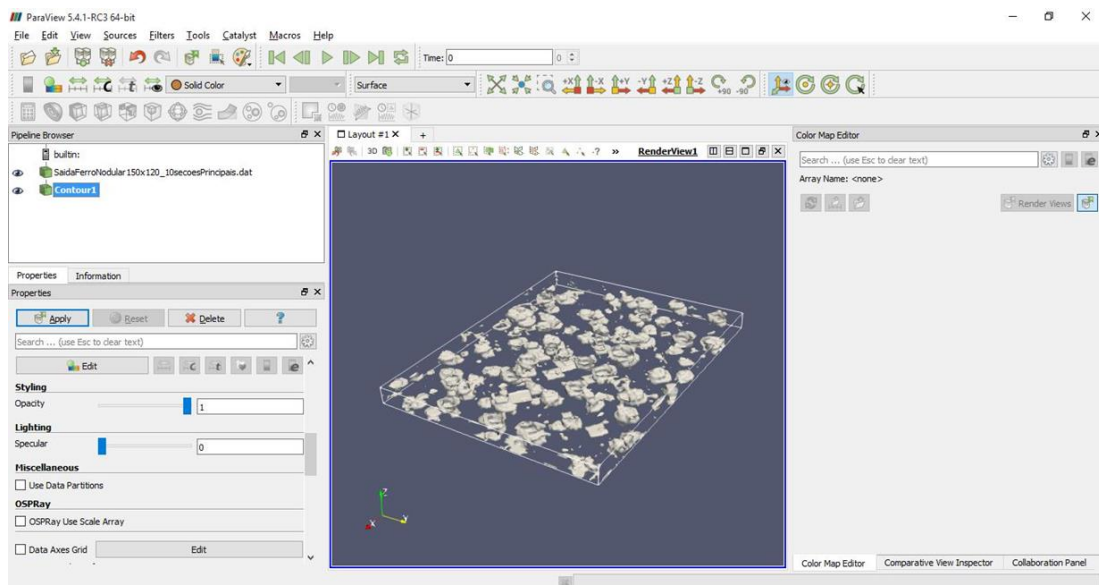 ParaView 5.4.1-RC3 64-bit
File Edit View Sources Filters Tools Catalyst Macros Help
Time: 0 0
Solid Color Surface +X -X +Y -Y +Z -Z +90 -90
Pipeline Browser
builtin:
SaidaFerroNodular150x120_10secoesPrincipais.dat
Contour1
Properties Information
Properties
Apply Reset Delete ?
Search ... (use Esc to clear text)
Edit
Styling
Opacity 1
Lighting
Specular 0
Miscellaneous
Use Data Partitions
OSPRay
OSPRay Use Scale Array
Data Axes Grid Edit
Layout #1 X +
3D » RenderView1
Z
X Y
Color Map Editor
Search ... (use Esc to clear text)
Array Name: <none>
Render Views
Color Map Editor Comparative View Inspector Collaboration Panel